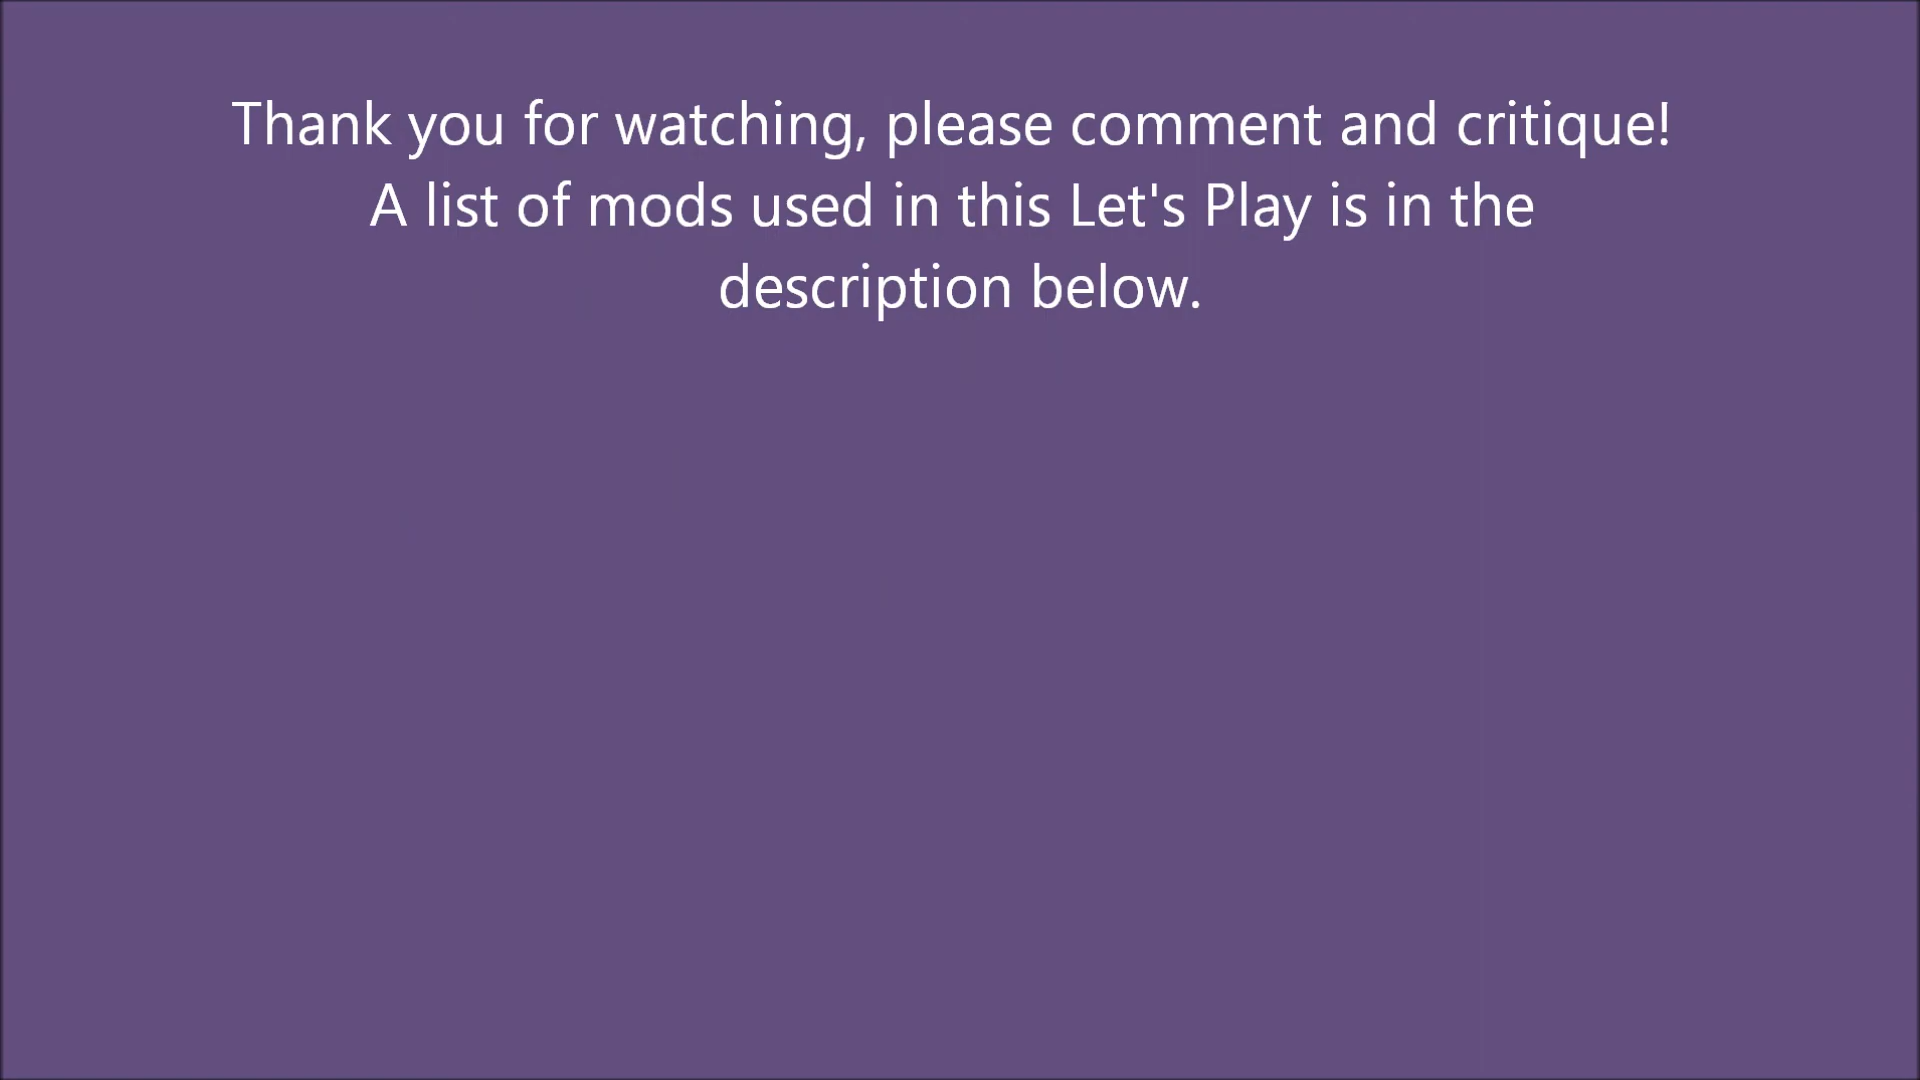 Thank you for watching, please comment and critique!
A list of mods used in this Let's Play is in the
description below.